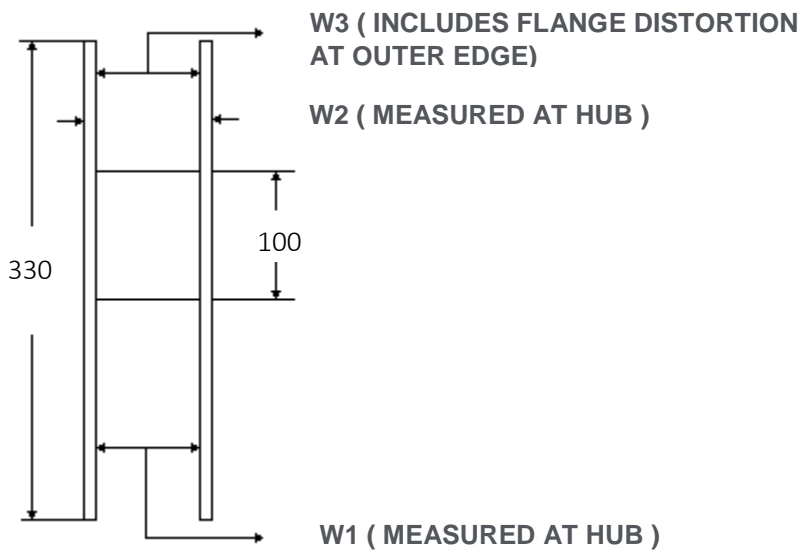 W3 ( INCLUDES FLANGE DISTORTION
AT OUTER EDGE)
W2 ( MEASURED AT HUB )
100
330
W1 ( MEASURED AT HUB )